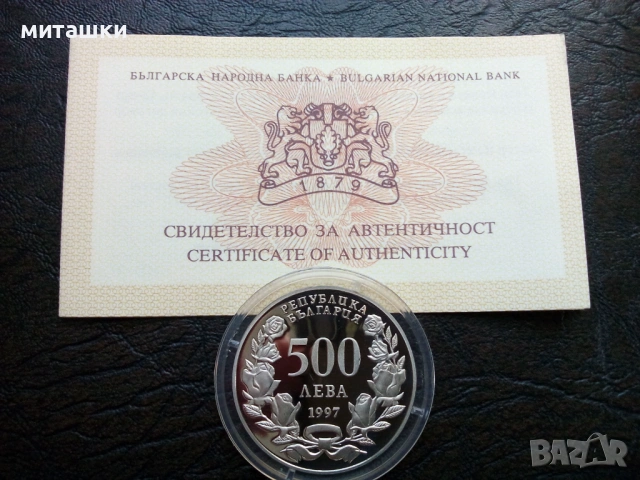 миташки
БЪЛГАРСКА НАРОДНА БАНКА ★ BULGARIAN NATIONAL BANK
1879
СВИДЕТЕЛСТВО ЗА АВТЕНТИЧНОСТ
CERTIFICATE OF AUTHENTICITY
РЕПУБЛИКА
БЪЛГАРИЯ
500
ЛЕВА
1997
BAZAR